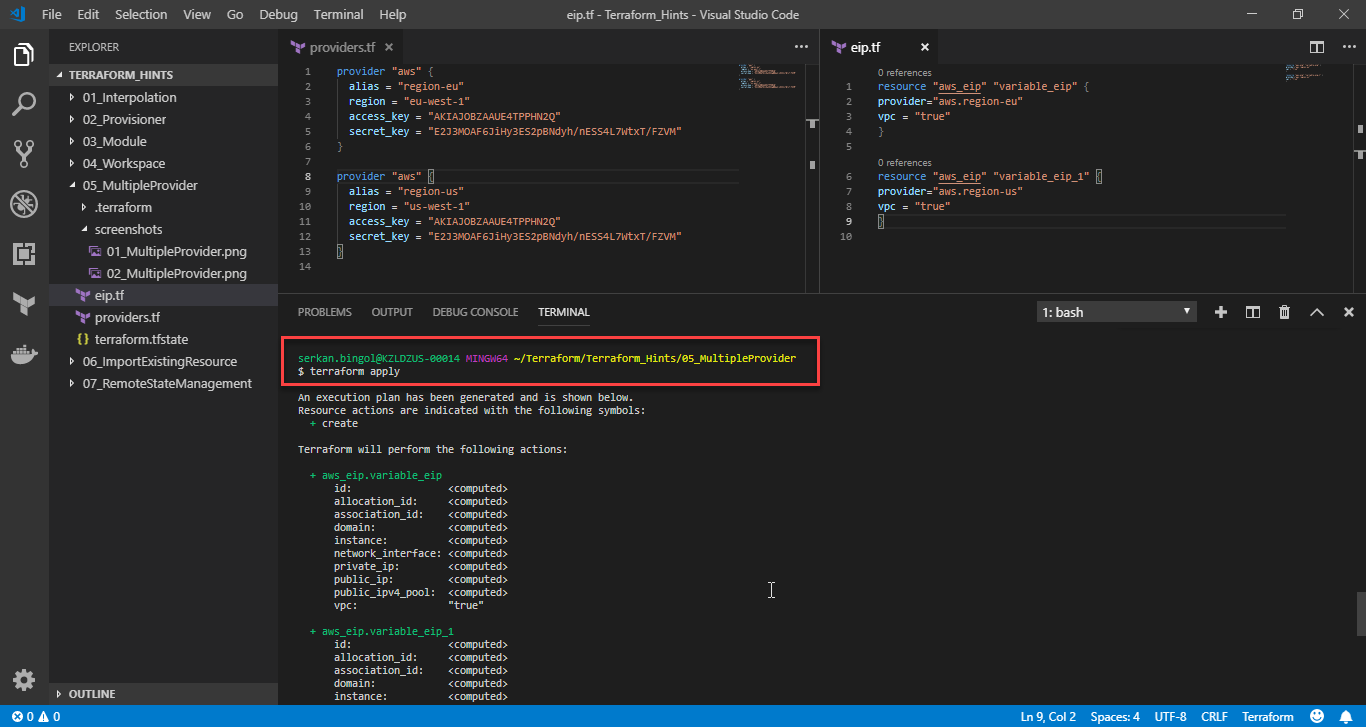 File Edit Selection View Go Debug Terminal Help
eip.tf - Terraform_Hints - Visual Studio Code
EXPLORER
TERRAFORM_HINTS
01_Interpolation
02_Provisioner
03_Module
04_Workspace
05_MultipleProvider
.terraform
screenshots
01_MultipleProvider.png
02_MultipleProvider.png
eip.tf
providers.tf
terraform.tfstate
06_ImportExistingResource
07_RemoteStateManagement
OUTLINE
providers.tf
1 provider "aws" {
2 alias = "region-eu"
3 region = "eu-west-1"
4 access_key = "AKIAJOBZAAUE4TPPHN2Q"
5 secret_key = "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"
6 }
7
8 provider "aws" {
9 alias = "region-us"
10 region = "us-west-1"
11 access_key = "AKIAJOBZAAUE4TPPHN2Q"
12 secret_key = "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"
13 }
14
eip.tf
0 references
1 resource "aws_eip" "variable_eip" {
2 provider="aws.region-eu"
3 vpc = "true"
4 }
5
0 references
6 resource "aws_eip" "variable_eip_1" {
7 provider="aws.region-us"
8 vpc = "true"
9 }
10
PROBLEMS OUTPUT DEBUG CONSOLE TERMINAL
1: bash
serkan.bingol@KZLDZUS-00014 MINGW64 ~/Terraform/Terraform_Hints/05_MultipleProvider
$ terraform apply
An execution plan has been generated and is shown below.
Resource actions are indicated with the following symbols:
+ create
Terraform will perform the following actions:
+ aws_eip.variable_eip
id: <computed>
allocation_id: <computed>
association_id: <computed>
domain: <computed>
instance: <computed>
network_interface: <computed>
private_ip: <computed>
public_ip: <computed>
public_ipv4_pool: <computed>
vpc: "true"
+ aws_eip.variable_eip_1
id: <computed>
allocation_id: <computed>
association_id: <computed>
domain: <computed>
instance: <computed>
0 0
Ln 9, Col 2 Spaces: 4 UTF-8 CRLF Terraform